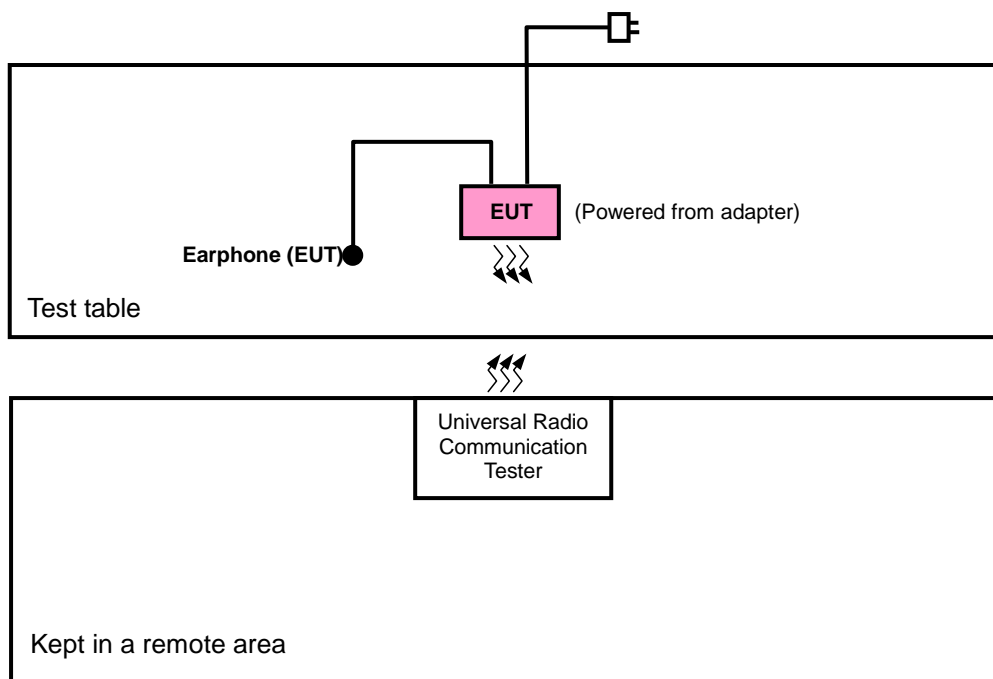 EUT
(Powered from adapter)
Earphone (EUT)
Test table
Universal Radio
Communication
Tester
Kept in a remote area